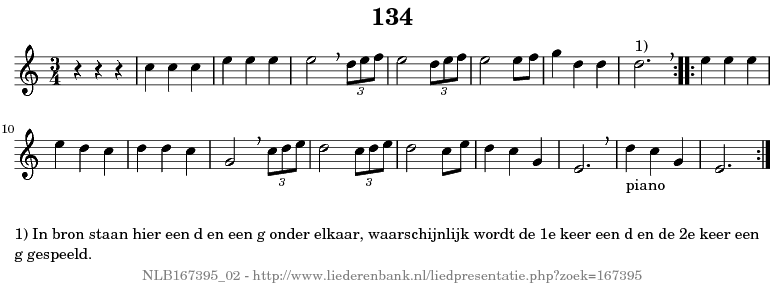 134
3
4
1)
3
3
10
3
3
piano
1) In bron staan hier een d en een g onder elkaar, waarschijnlijk wordt de 1e keer een d en de 2e keer een
g gespeeld.
NLB167395_02 - http://www.liederenbank.nl/liedpresentatie.php?zoek=167395